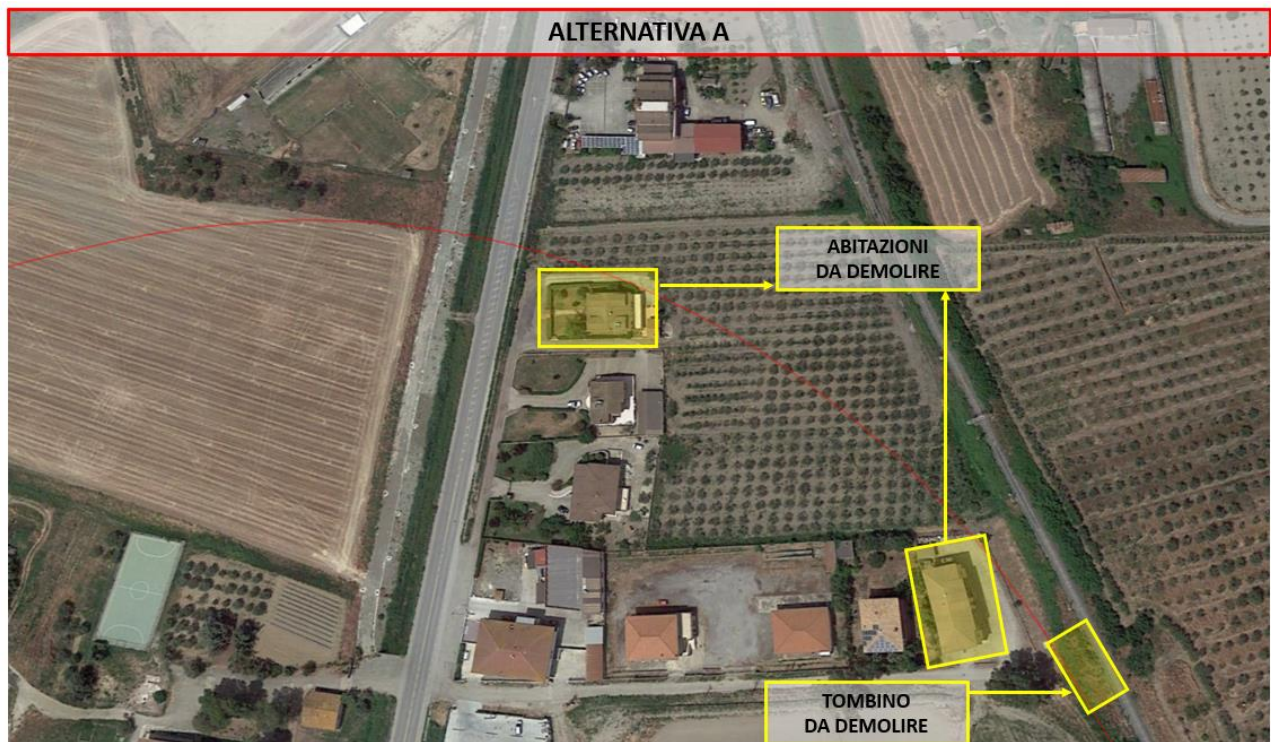 ALTERNATIVA A
ABITAZIONI
DA DEMOLIRE
TOMBINO
DA DEMOLIRE